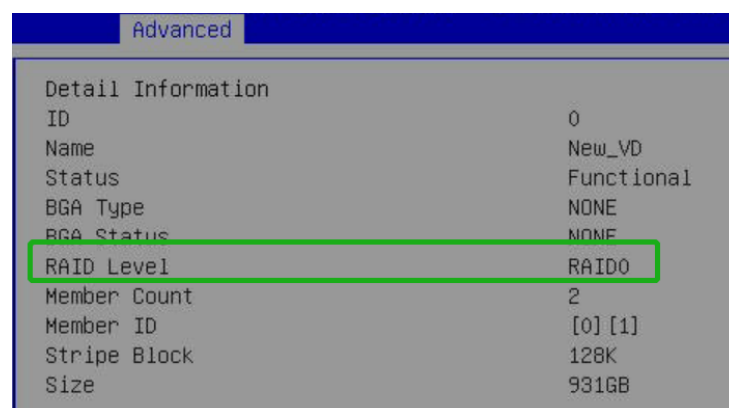 Advanced
Detail Information
ID 0
Name New_VD
Status Functional
BGA Type NONE
BGA Status NONE
RAID Level RAID0
Member Count 2
Member ID [0][1]
Stripe Block 128K
Size 931GB